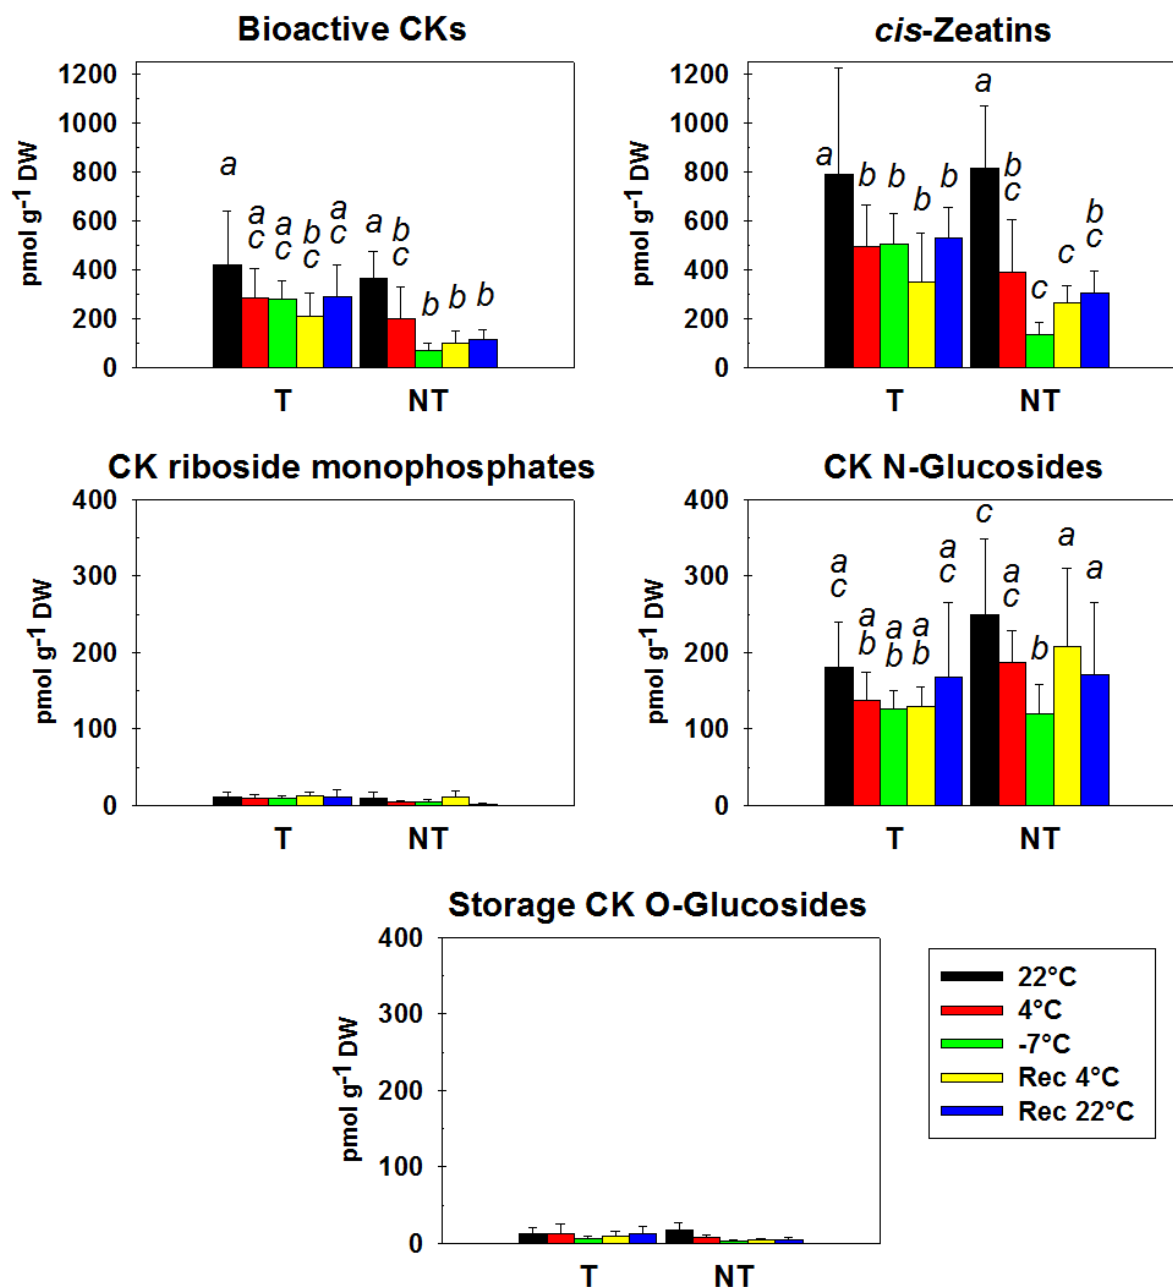 Bioactive CKs
pmol g⁻¹ DW
1200
1000
800
600
400
200
0
a
a
c
a
c
b
c
a
c
a
b
c
b
b
b
T NT
cis-Zeatins
pmol g⁻¹ DW
1200
1000
800
600
400
200
0
a
b
b
b
b
a
b
c
c
c
b
c
T NT
CK riboside monophosphates
pmol g⁻¹ DW
400
300
200
100
0
T NT
CK N-Glucosides
pmol g⁻¹ DW
400
300
200
100
0
a
c
a
b
a
b
a
b
a
c
c
a
c
b
a
a
T NT
Storage CK O-Glucosides
pmol g⁻¹ DW
400
300
200
100
0
T NT
22°C
4°C
-7°C
Rec 4°C
Rec 22°C